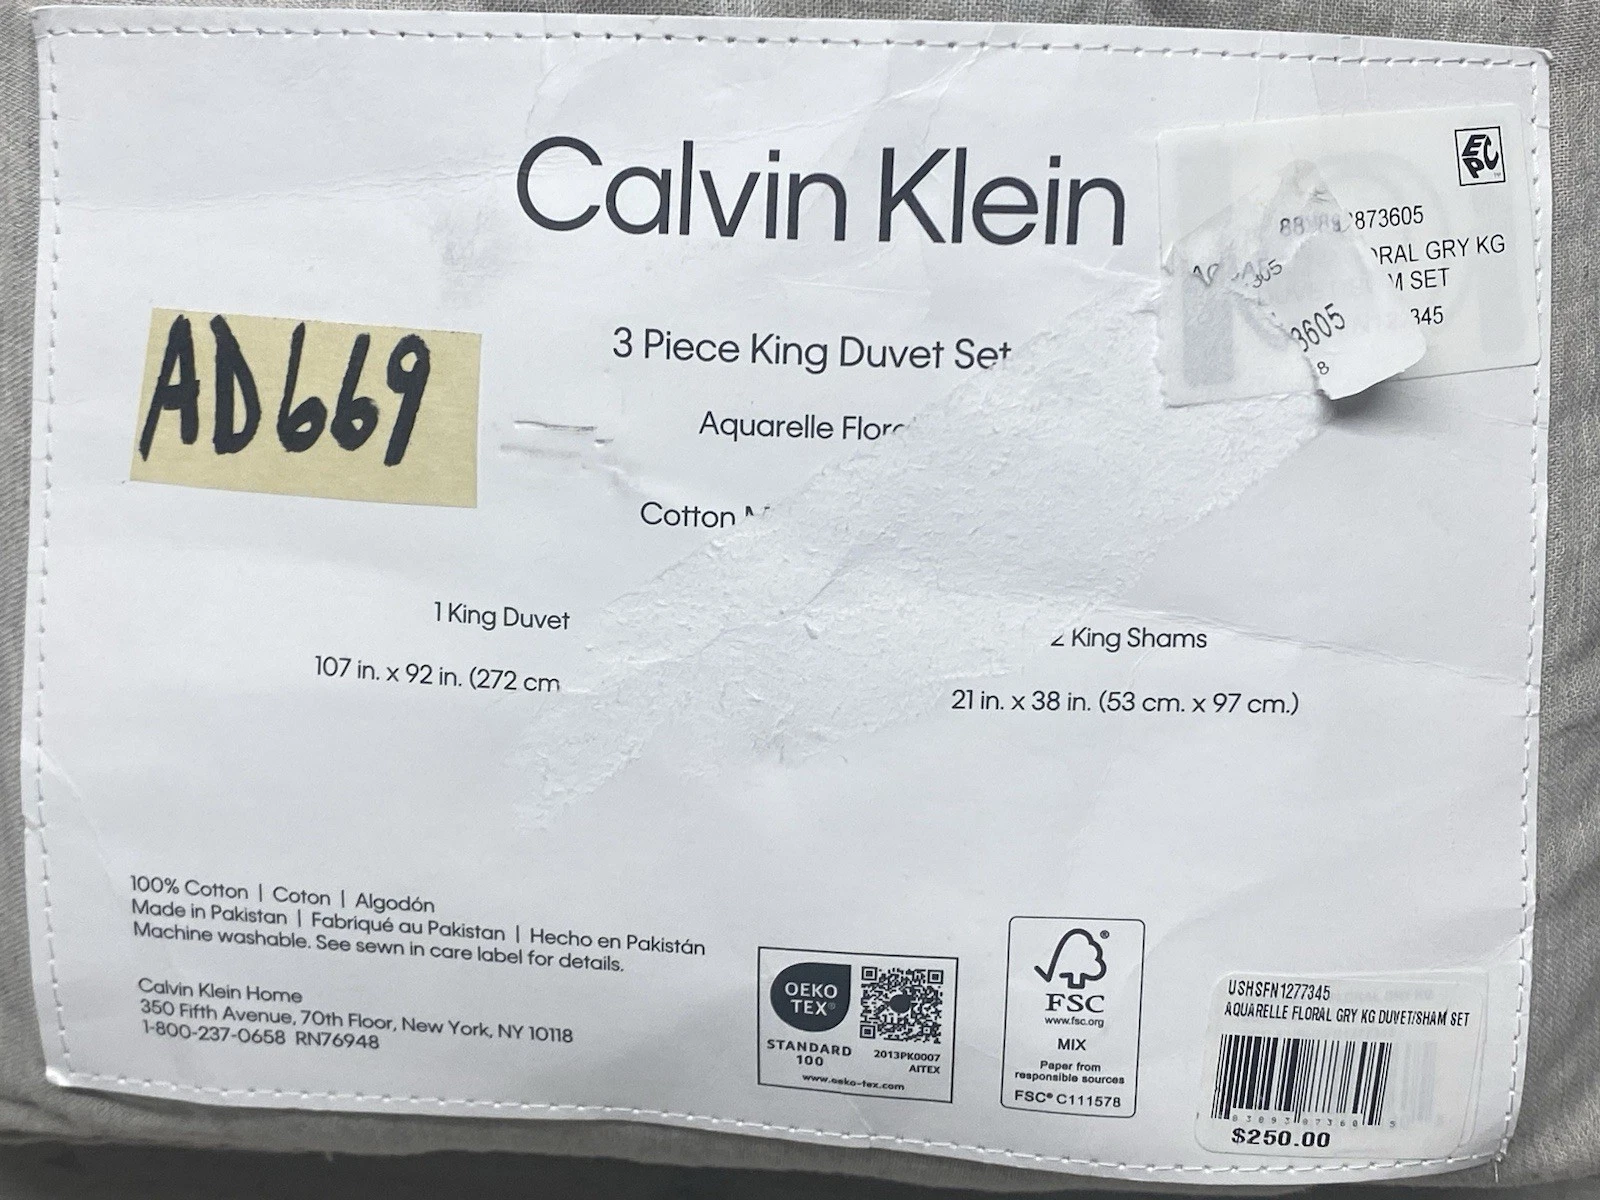 Calvin Klein
EPC
873605
RAL GRY KG
M SET
345
3605
8
AD669
3 Piece King Duvet Set
Aquarelle Flor
Cotton
1 King Duvet
107 in. x 92 in. (272 cm
2 King Shams
21 in. x 38 in. (53 cm. x 97 cm.)
100% Cotton | Coton | Algodón
Made in Pakistan | Fabriqué au Pakistan | Hecho en Pakistán
Machine washable. See sewn in care label for details.
Calvin Klein Home
350 Fifth Avenue, 70th Floor, New York, NY 10118
1-800-237-0658 RN76948
OEKO
TEX®
STANDARD
100
2013PK0007
AITEX
www.oeko-tex.com
FSC
www.fsc.org
MIX
Paper from
responsible sources
FSC® C111578
USHSFN1277345
AQUARELLE FLORAL GRY KG DUVET/SHAM SET
$250.00